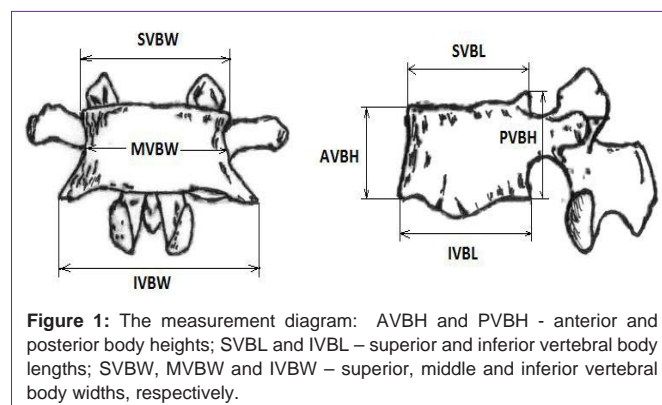 SVBW
SVBL
MVBW
AVBH
PVBH
IVBW
IVBL
Figure 1: The measurement diagram: AVBH and PVBH - anterior and
posterior body heights; SVBL and IVBL – superior and inferior vertebral body
lengths; SVBW, MVBW and IVBW – superior, middle and inferior vertebral
body widths, respectively.